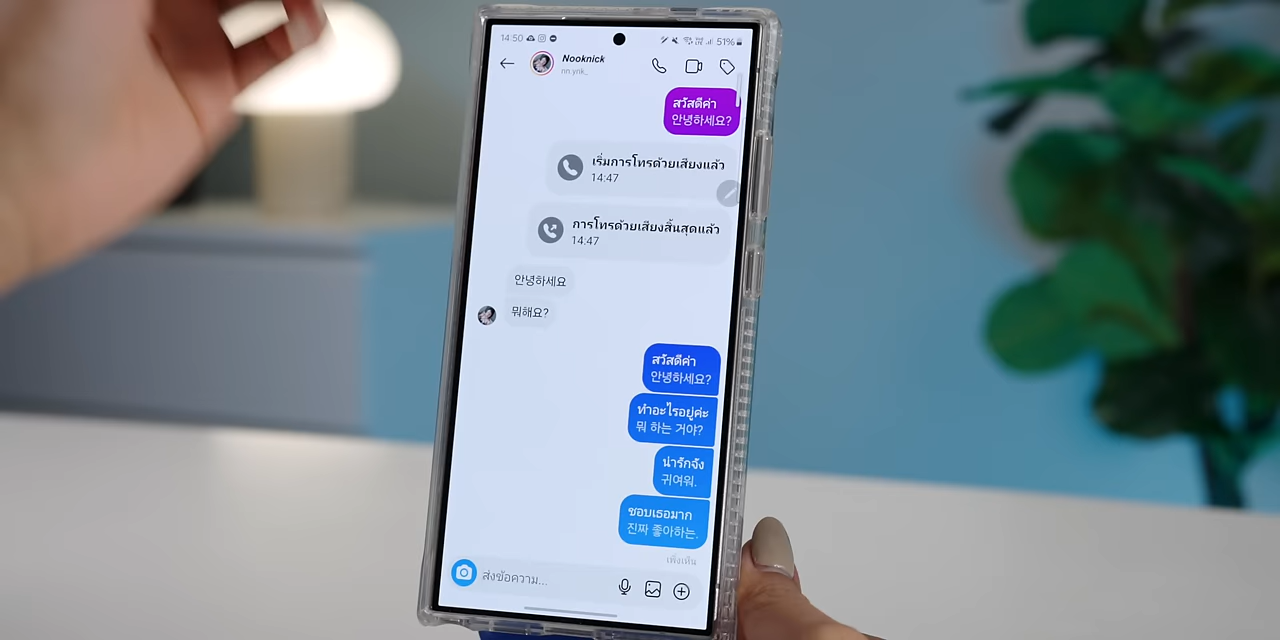 14:50
51%
Nooknick
nn.ynk_
สวัสดีค่า
안녕하세요?
เริ่มการโทรด้วยเสียงแล้ว
14:47
การโทรด้วยเสียงสิ้นสุดแล้ว
14:47
안녕하세요
뭐해요?
สวัสดีค่า
안녕하세요?
ทำอะไรอยู่ค่ะ
뭐 하는 거야?
น่ารักจัง
귀여워.
ชอบเธอมาก
진짜 좋아하는.
เพิ่งเห็น
ส่งข้อความ...